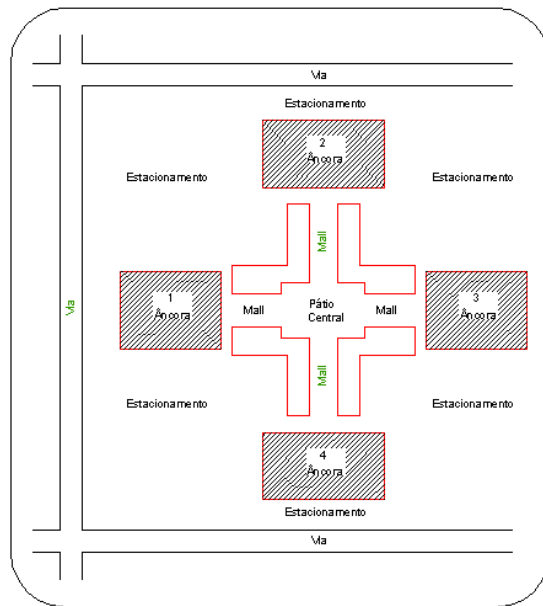 Via
Estacionamento
2
Âncora
Estacionamento
Estacionamento
Mall
Via
1
Âncora
Mall
Pátio
Central
Mall
3
Âncora
Mall
Estacionamento
Estacionamento
4
Âncora
Estacionamento
Via